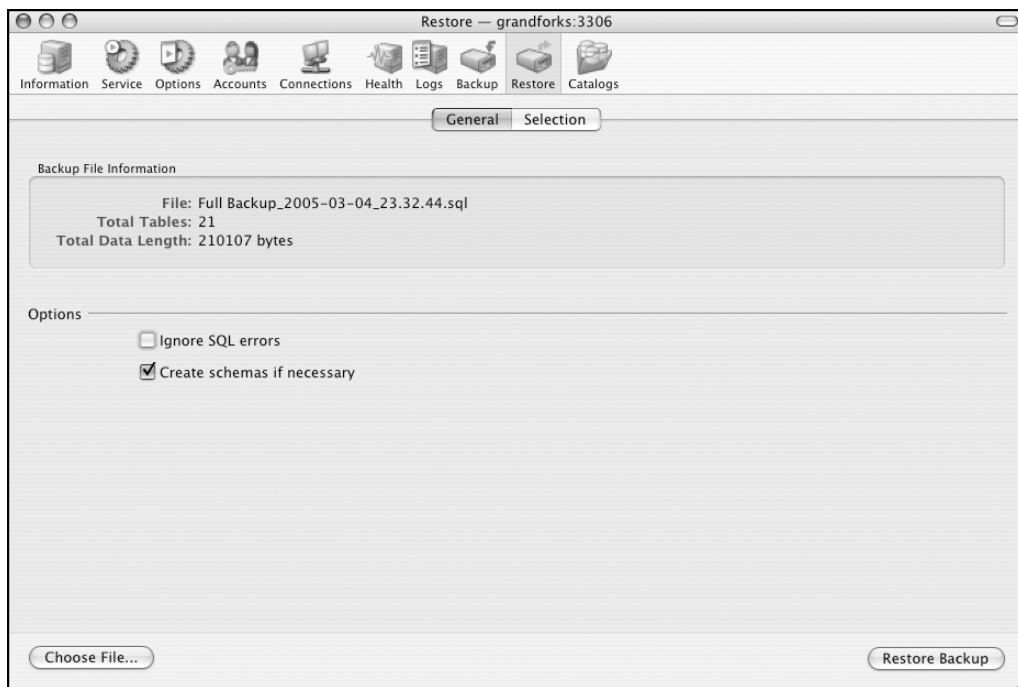 Restore — grandforks:3306
Information Service Options Accounts Connections Health Logs Backup Restore Catalogs
General Selection
Backup File Information
File: Full Backup_2005-03-04_23.32.44.sql
Total Tables: 21
Total Data Length: 210107 bytes
Options
Ignore SQL errors
Create schemas if necessary
Choose File... Restore Backup